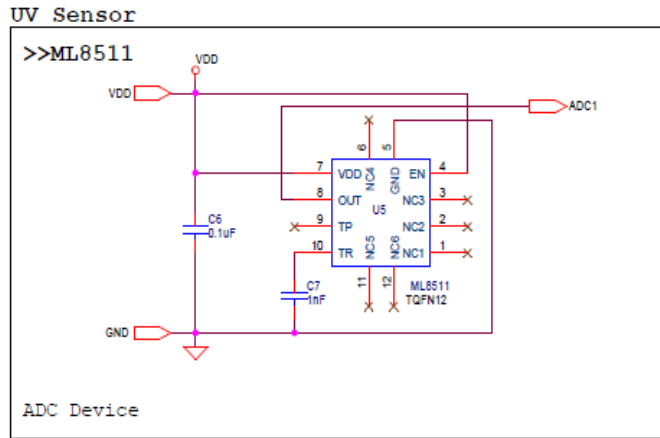 UV Sensor
>>ML8511
VDD
VDD
ADC1
6
5
NC4
GND
7
VDD
EN
4
8
OUT
NC3
3
U5
9
TP
NC2
2
10
TR
NC5
NC6
NC1
1
C6
0.1uF
11
12
C7
1nF
ML8511
TQFN12
GND
ADC Device